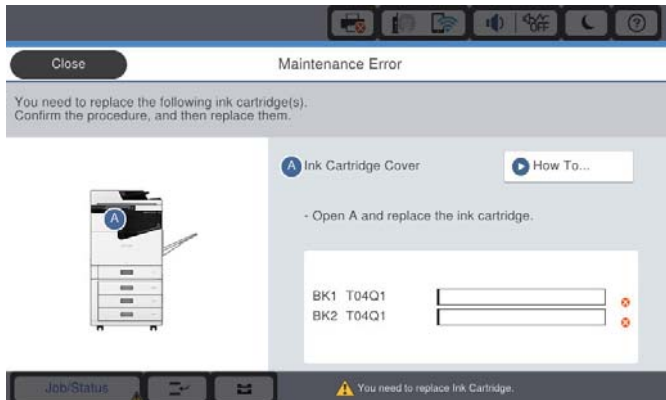 OFF
Close
Maintenance Error
You need to replace the following ink cartridge(s).
Confirm the procedure, and then replace them.
A Ink Cartridge Cover
How To...
A
- Open A and replace the ink cartridge.
BK1 T04Q1
BK2 T04Q1
Job/Status
You need to replace Ink Cartridge.